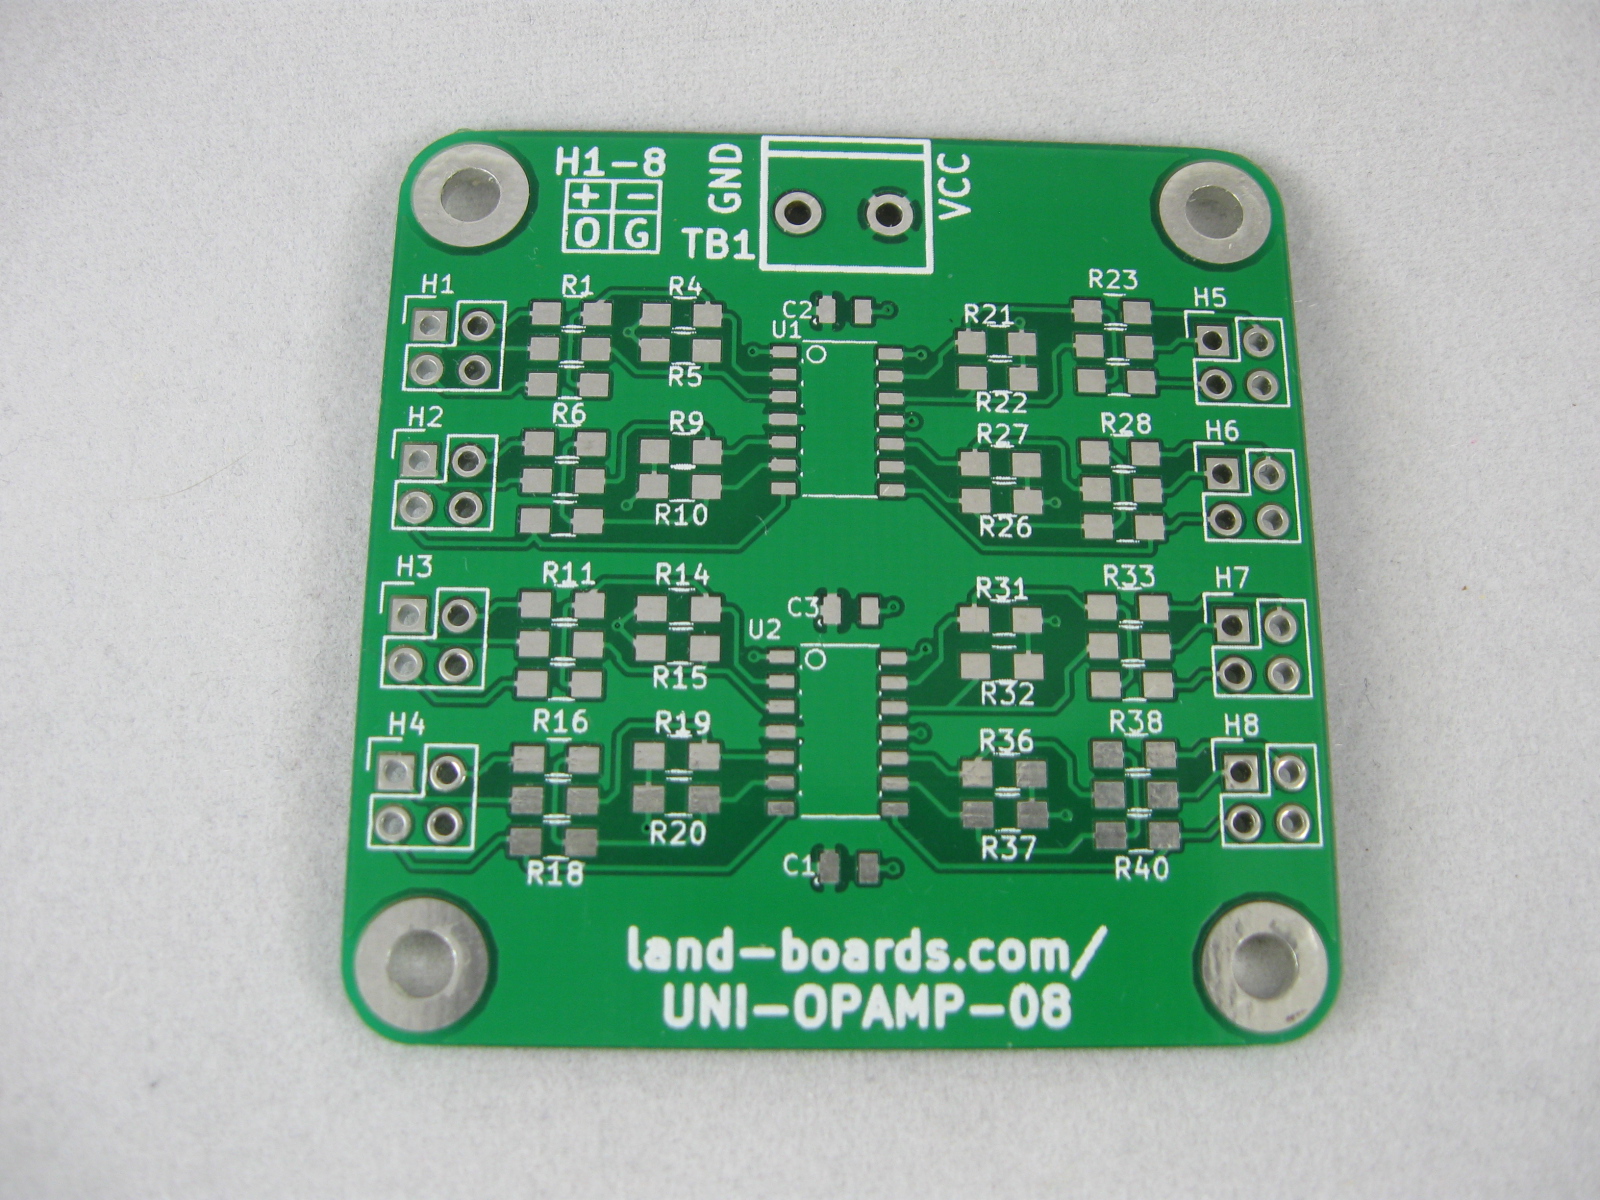 H1-8
GND
VCC
+ -
O G
TB1
H1
R1
R4
C2
U1
R21
R23
H5
R5
R22
H2
R6
R9
R27
R28
H6
R10
R26
H3
R11
R14
C3
U2
R31
R33
H7
R15
R32
H4
R16
R19
R36
R38
H8
R20
R37
R18
C1
R40
land-boards.com/
UNI-OPAMP-08